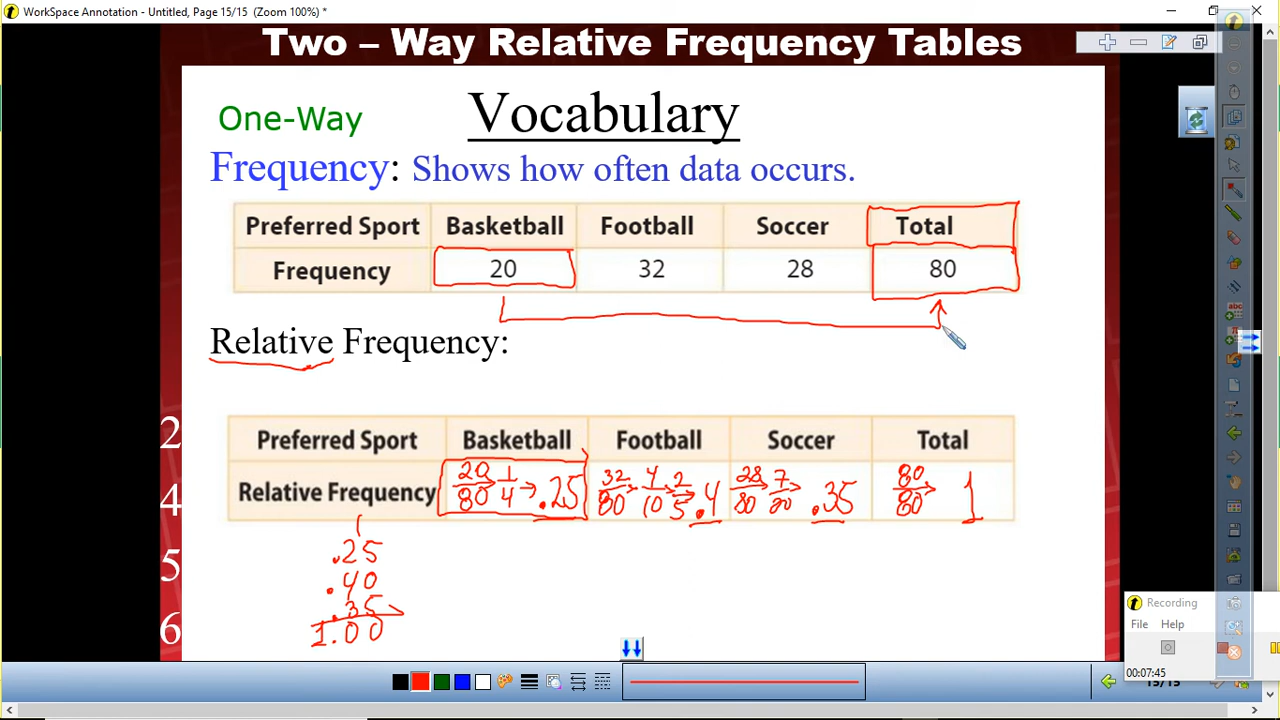 WorkSpace Annotation - Untitled, Page 15/15 (Zoom 100%) *
Two – Way Relative Frequency Tables
One-Way
Vocabulary
Frequency: Shows how often data occurs.
Preferred Sport Basketball Football Soccer Total
Frequency 20 32 28 80
Relative Frequency:
Preferred Sport Basketball Football Soccer Total
Relative Frequency 20/80 → 1/4 → .25 32/80 → 4/10 → 2/5 → .4 28/80 → 7/20 → .35 80/80 → 1
2
4
5
6
.25
.40
.35
1.00
Recording
File Help
00:07:45
15/15